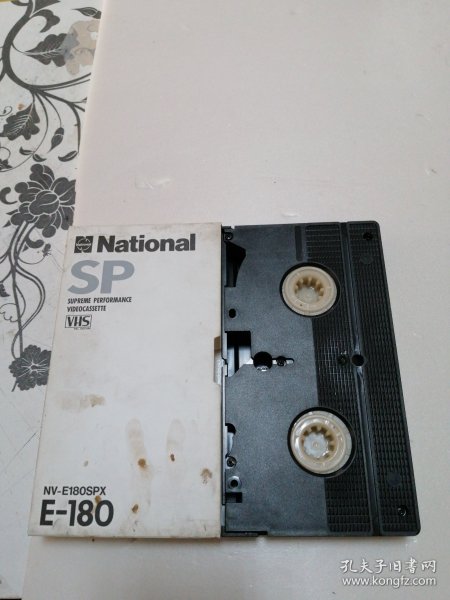 National
SP
SUPREME PERFORMANCE
VIDEOCASSETTE
VHS
NV-E180SPX
E-180
孔夫子旧书网
www.kongfz.com